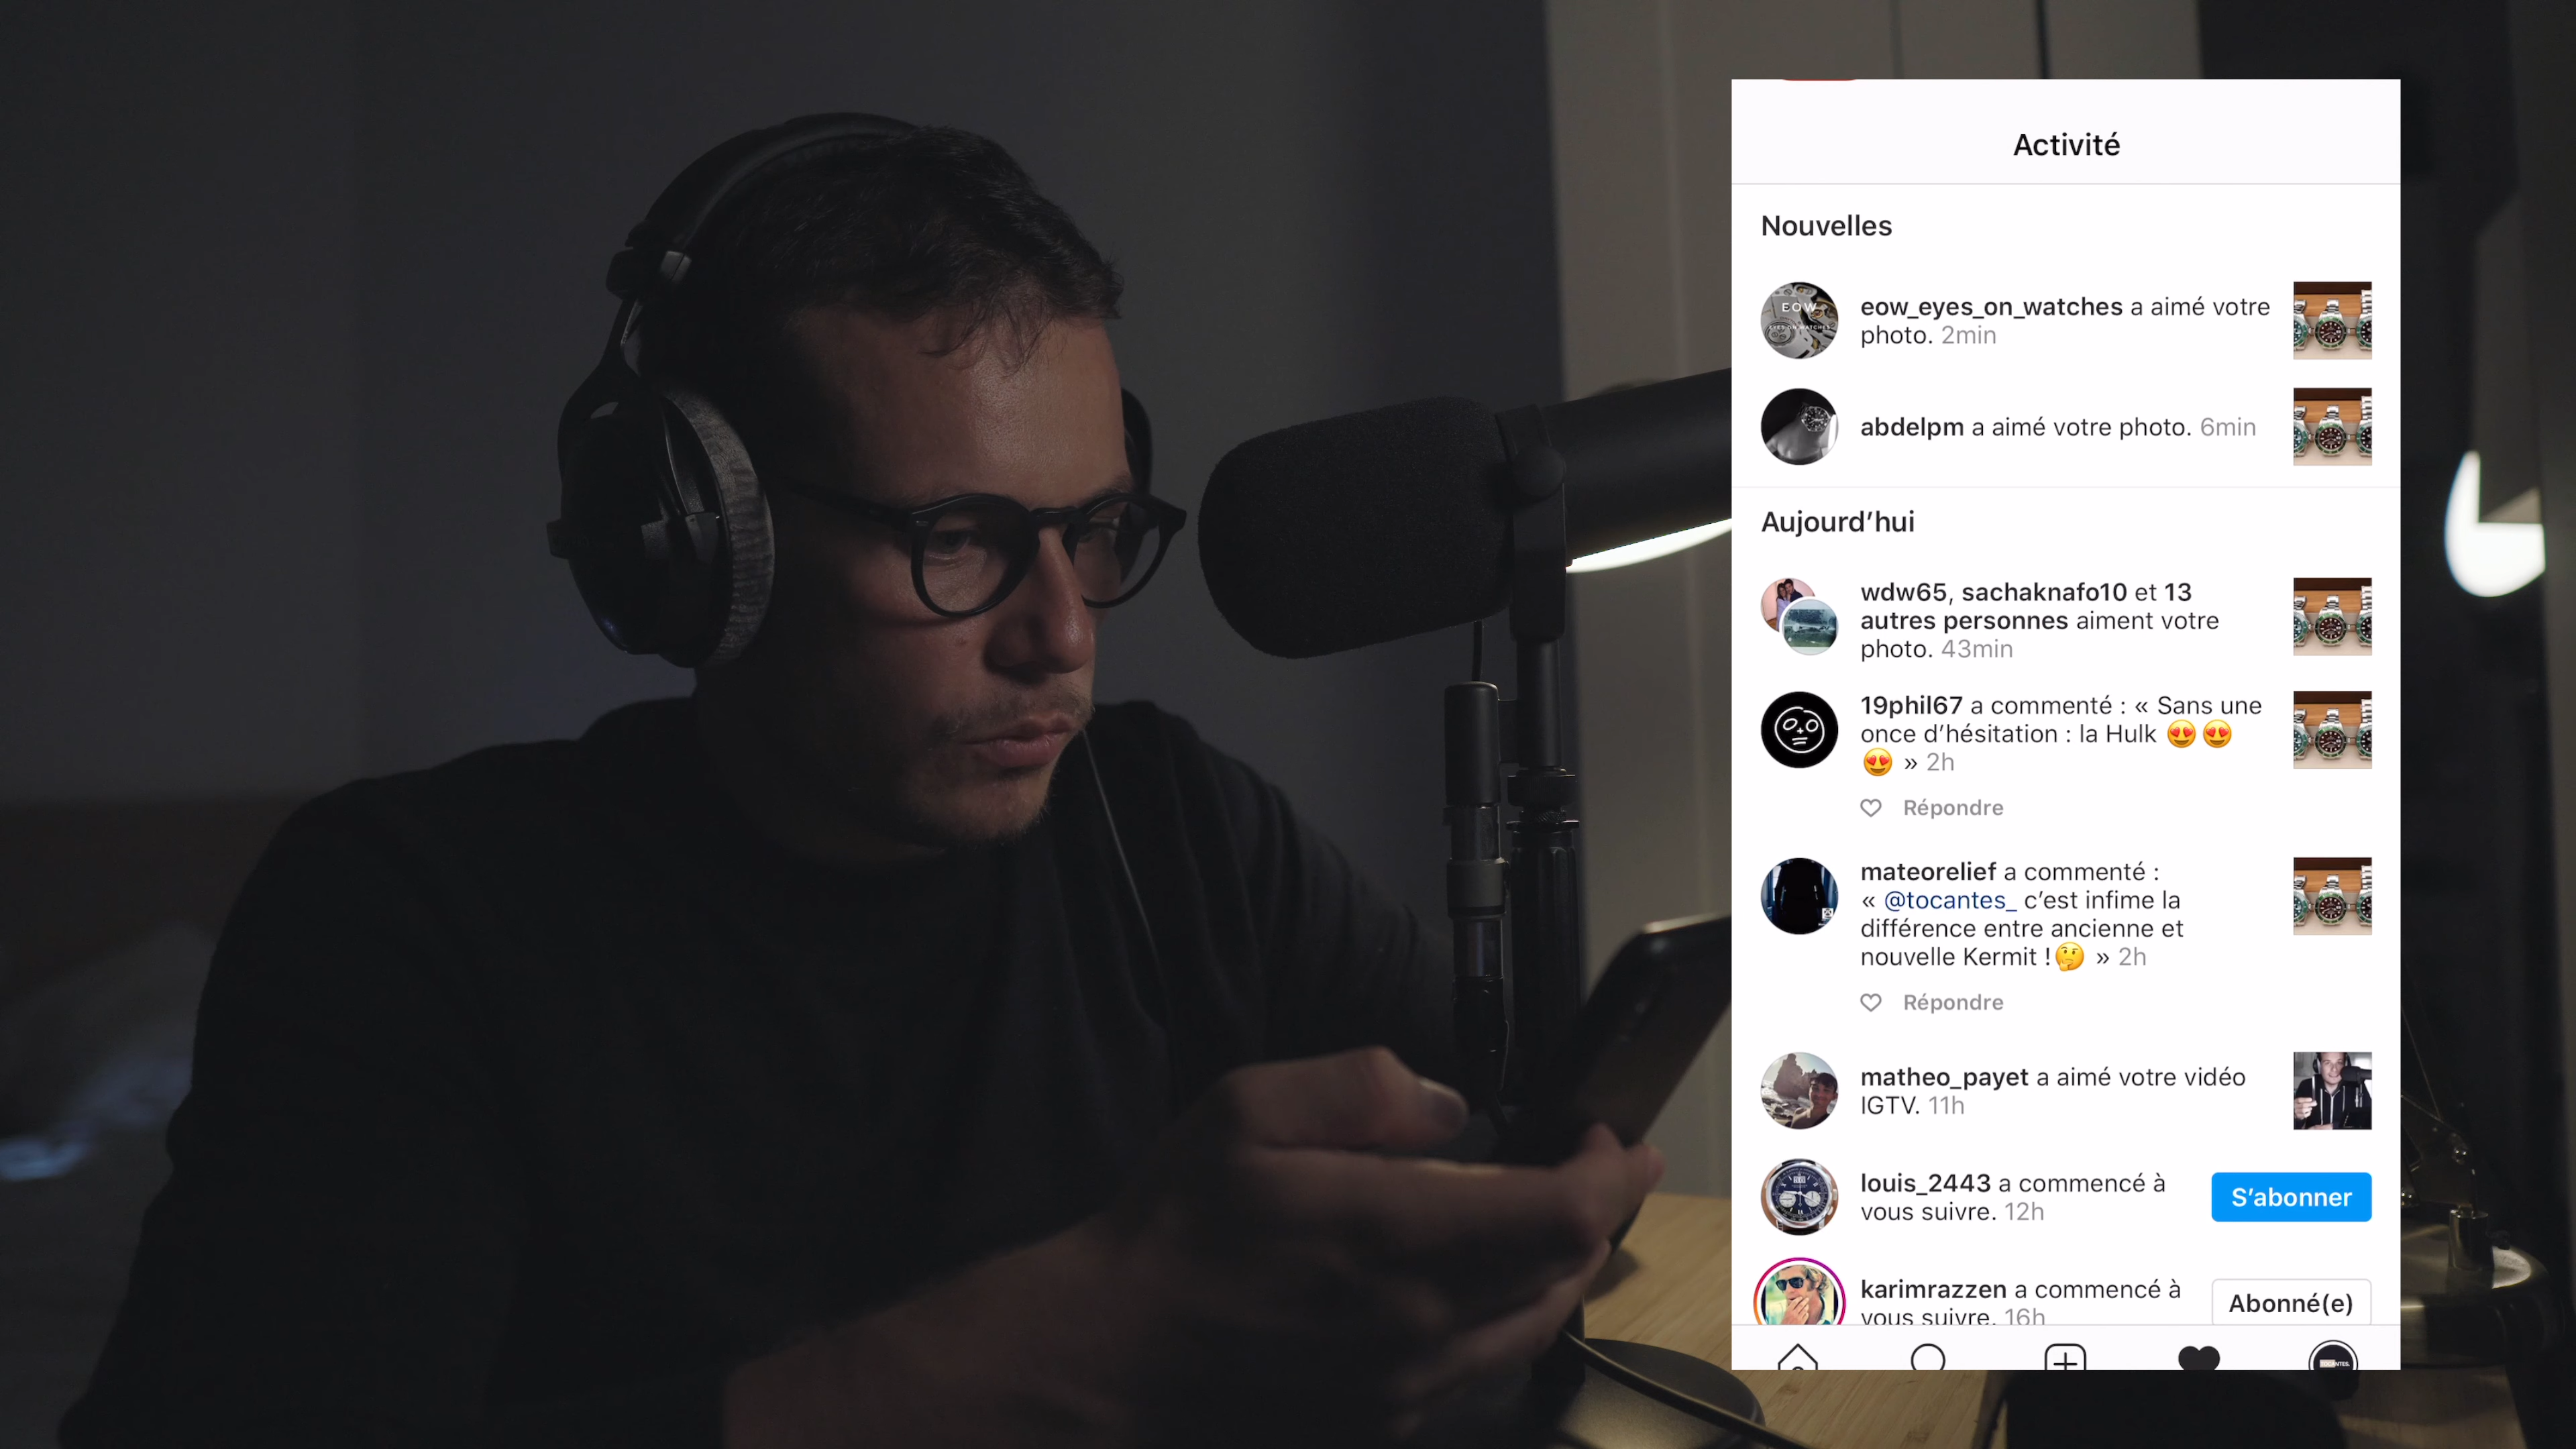 Activité
Nouvelles
EOW
eow_eyes_on_watches a aimé votre
photo. 2min
abdelpm a aimé votre photo. 6min
Aujourd’hui
wdw65, sachaknafo10 et 13
autres personnes aiment votre
photo. 43min
19phil67 a commenté : « Sans une
once d’hésitation : la Hulk 😍😍
😍 » 2h
Répondre
mateorelief a commenté :
« @tocantes_ c’est infime la
différence entre ancienne et
nouvelle Kermit !🤔 » 2h
Répondre
matheo_payet a aimé votre vidéo
IGTV. 11h
louis_2443 a commencé à
vous suivre. 12h
S’abonner
karimrazzen a commencé à
vous suivre. 16h
Abonné(e)
TOCANTES.